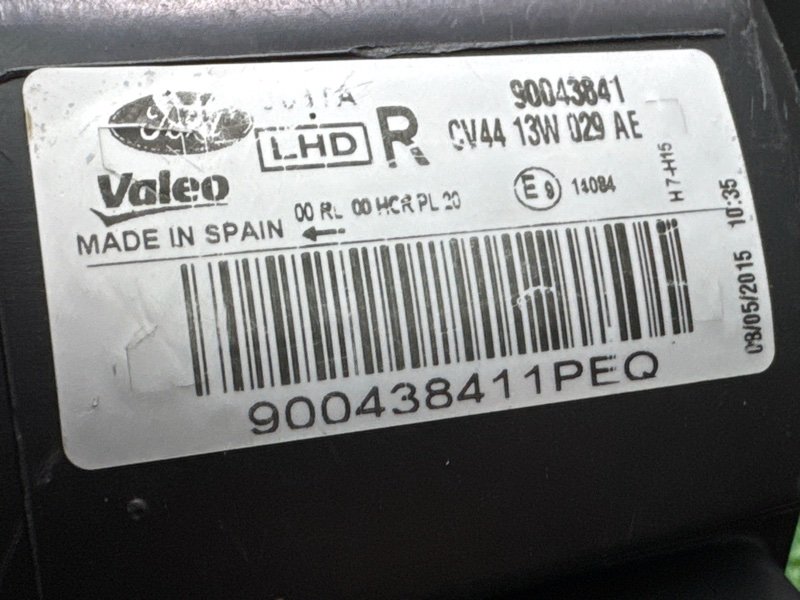 Ford
90043841
LHD R CV44 13W 029 AE
Valeo
00 RL 00 HCR PL 20
E9 14084
H7-H15
MADE IN SPAIN
08/05/2015 10:35
900438411PEQ